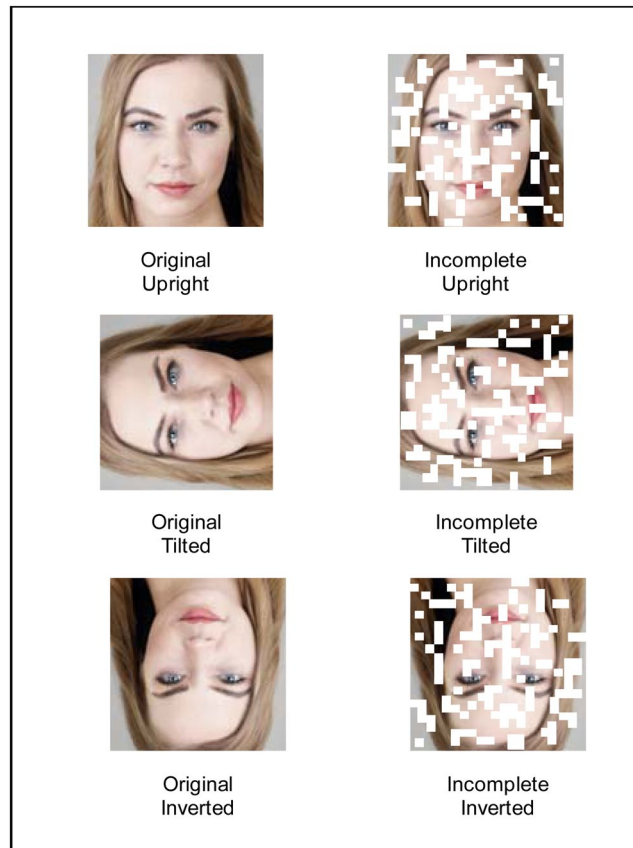 Original
Upright
Incomplete
Upright
Original
Tilted
Incomplete
Tilted
Original
Inverted
Incomplete
Inverted